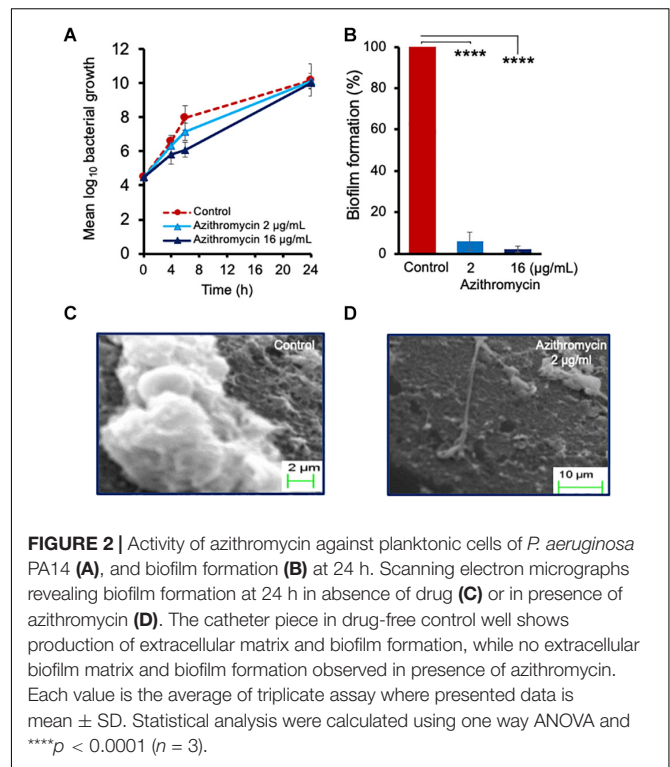 A
B
12
10
8
6
4
2
0
Mean log₁₀ bacterial growth
Control
Azithromycin 2 µg/mL
Azithromycin 16 µg/mL
0 4 8 12 16 20 24
Time (h)
100
80
60
40
20
0
Biofilm formation (%)
**** ****
Control 2 16 (µg/mL)
Azithromycin
C
D
Control
2 µm
Azithromycin
2 µg/ml
10 µm
FIGURE 2 | Activity of azithromycin against planktonic cells of P. aeruginosa
PA14 (A), and biofilm formation (B) at 24 h. Scanning electron micrographs
revealing biofilm formation at 24 h in absence of drug (C) or in presence of
azithromycin (D). The catheter piece in drug-free control well shows
production of extracellular matrix and biofilm formation, while no extracellular
biofilm matrix and biofilm formation observed in presence of azithromycin.
Each value is the average of triplicate assay where presented data is
mean ± SD. Statistical analysis were calculated using one way ANOVA and
****p < 0.0001 (n = 3).